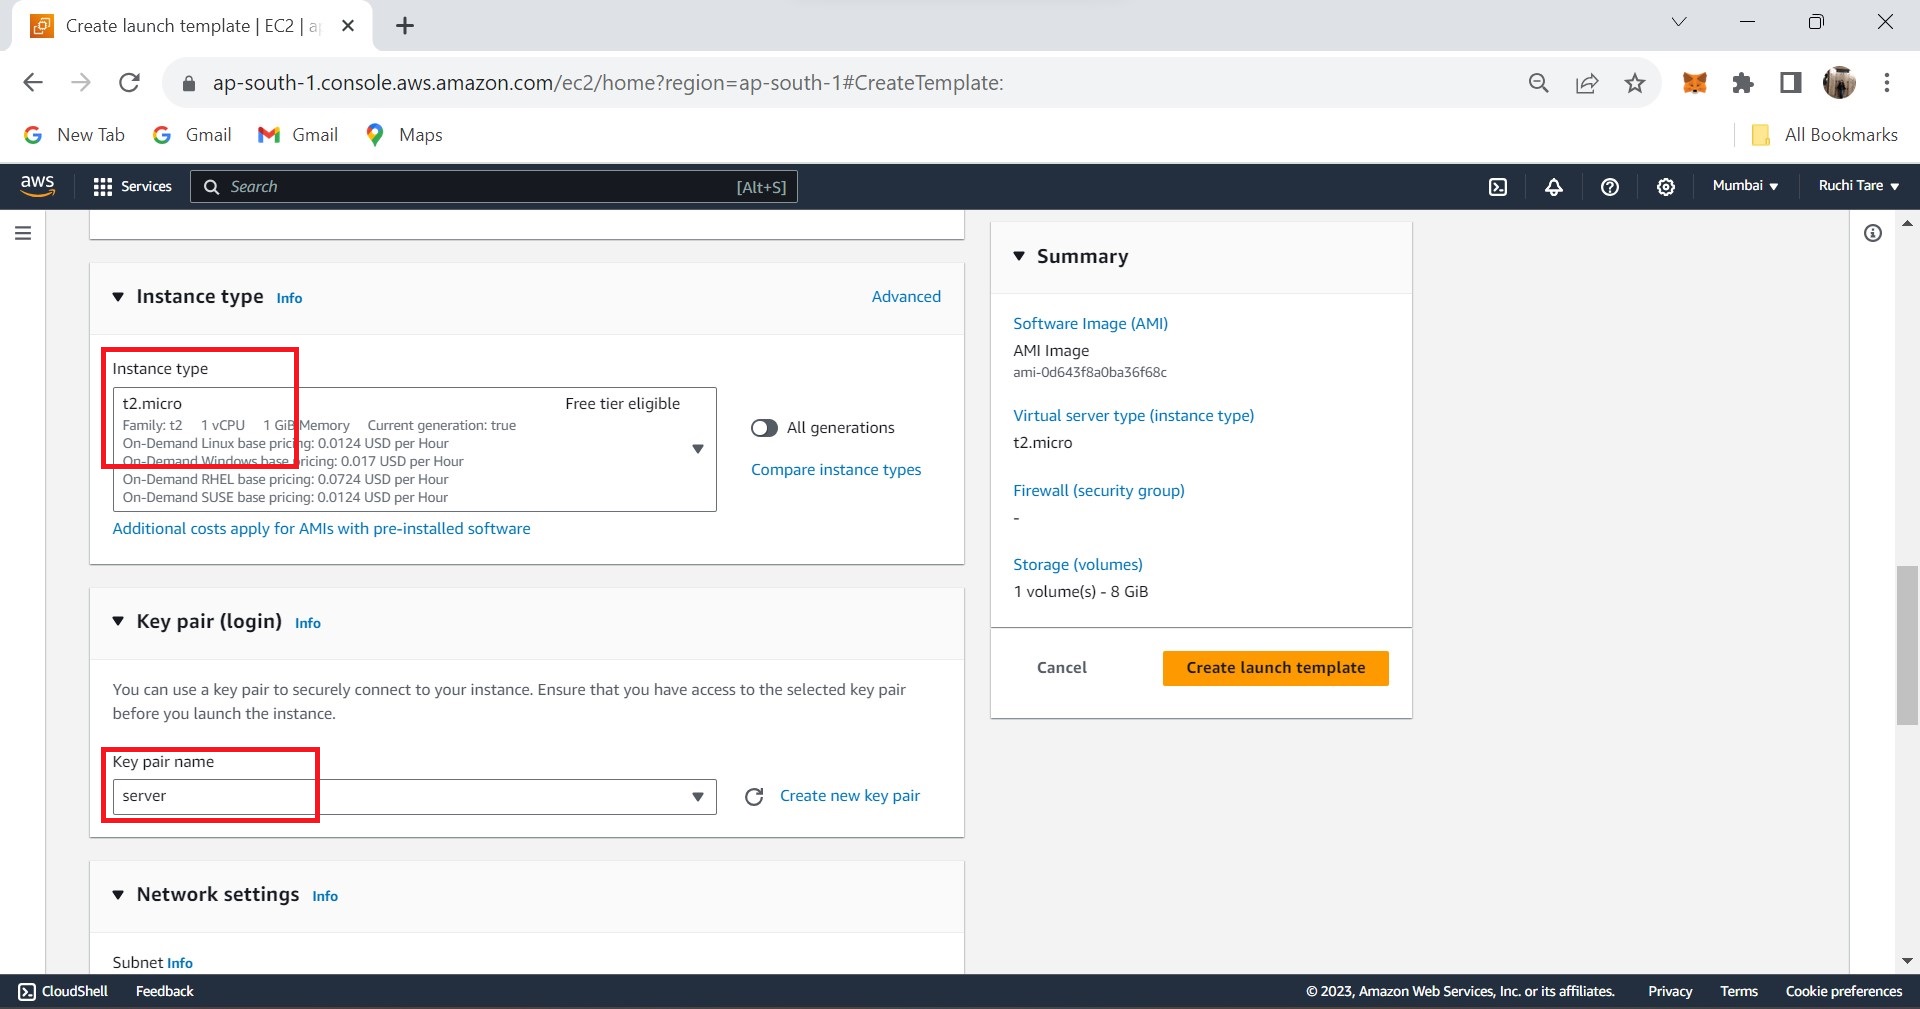 Create launch template | EC2 | a
ap-south-1.console.aws.amazon.com/ec2/home?region=ap-south-1#CreateTemplate:
New Tab Gmail Gmail Maps All Bookmarks
aws Services Search [Alt+S] Mumbai Ruchi Tare
Instance type Info Advanced
Instance type
t2.micro Free tier eligible
Family: t2 1 vCPU 1 GiB Memory Current generation: true
On-Demand Linux base pricing: 0.0124 USD per Hour
On-Demand Windows base pricing: 0.017 USD per Hour
On-Demand RHEL base pricing: 0.0724 USD per Hour
On-Demand SUSE base pricing: 0.0124 USD per Hour
All generations
Compare instance types
Additional costs apply for AMIs with pre-installed software
Key pair (login) Info
You can use a key pair to securely connect to your instance. Ensure that you have access to the selected key pair
before you launch the instance.
Key pair name
server
Create new key pair
Network settings Info
Subnet Info
Summary
Software Image (AMI)
AMI Image
ami-0d643f8a0ba36f68c
Virtual server type (instance type)
t2.micro
Firewall (security group)
-
Storage (volumes)
1 volume(s) - 8 GiB
Cancel Create launch template
CloudShell Feedback © 2023, Amazon Web Services, Inc. or its affiliates. Privacy Terms Cookie preferences